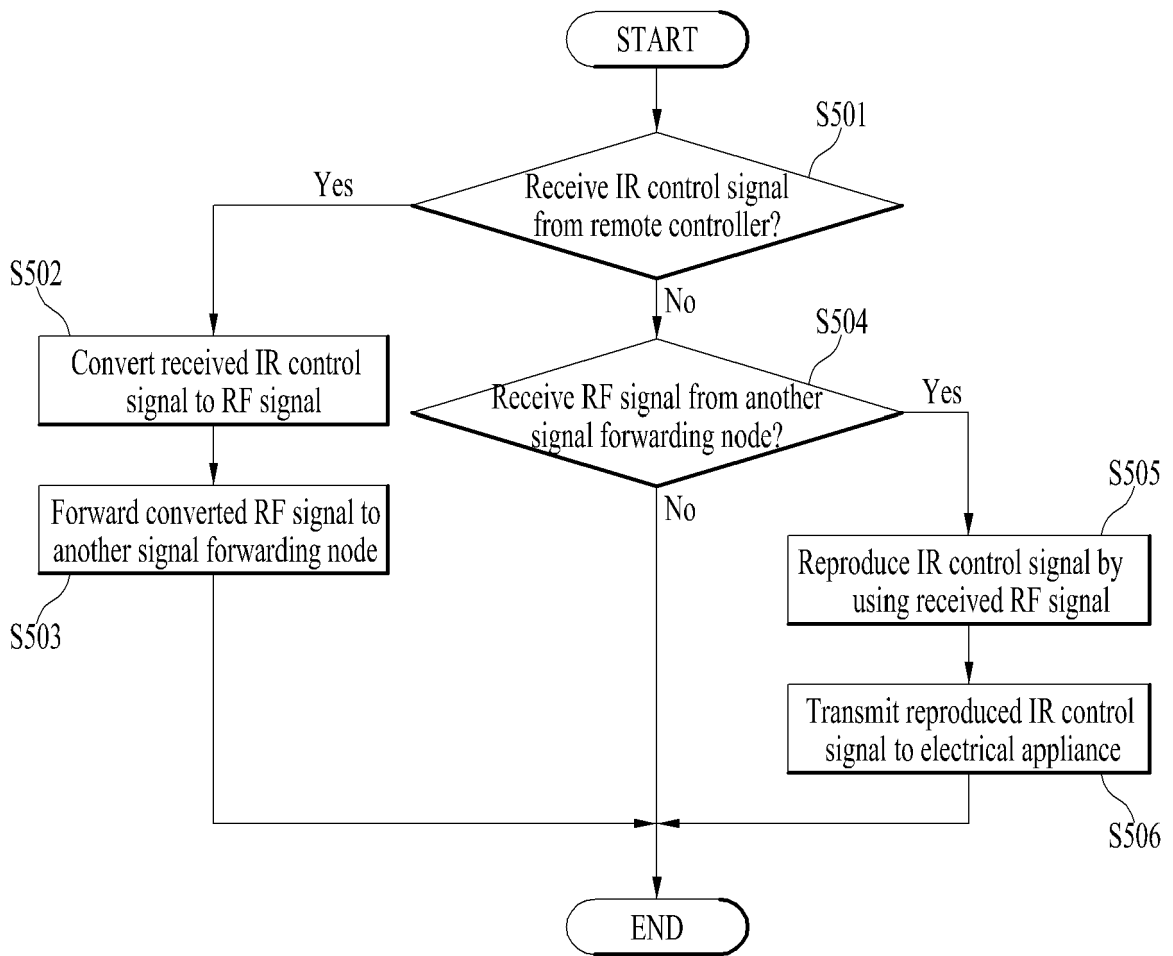 START
S501
Receive IR control signal
from remote controller?
Yes
No
S502
Convert received IR control
signal to RF signal
S504
Receive RF signal from another
signal forwarding node?
Yes
No
Forward converted RF signal to
another signal forwarding node
S503
S505
Reproduce IR control signal by
using received RF signal
Transmit reproduced IR control
signal to electrical appliance
S506
END